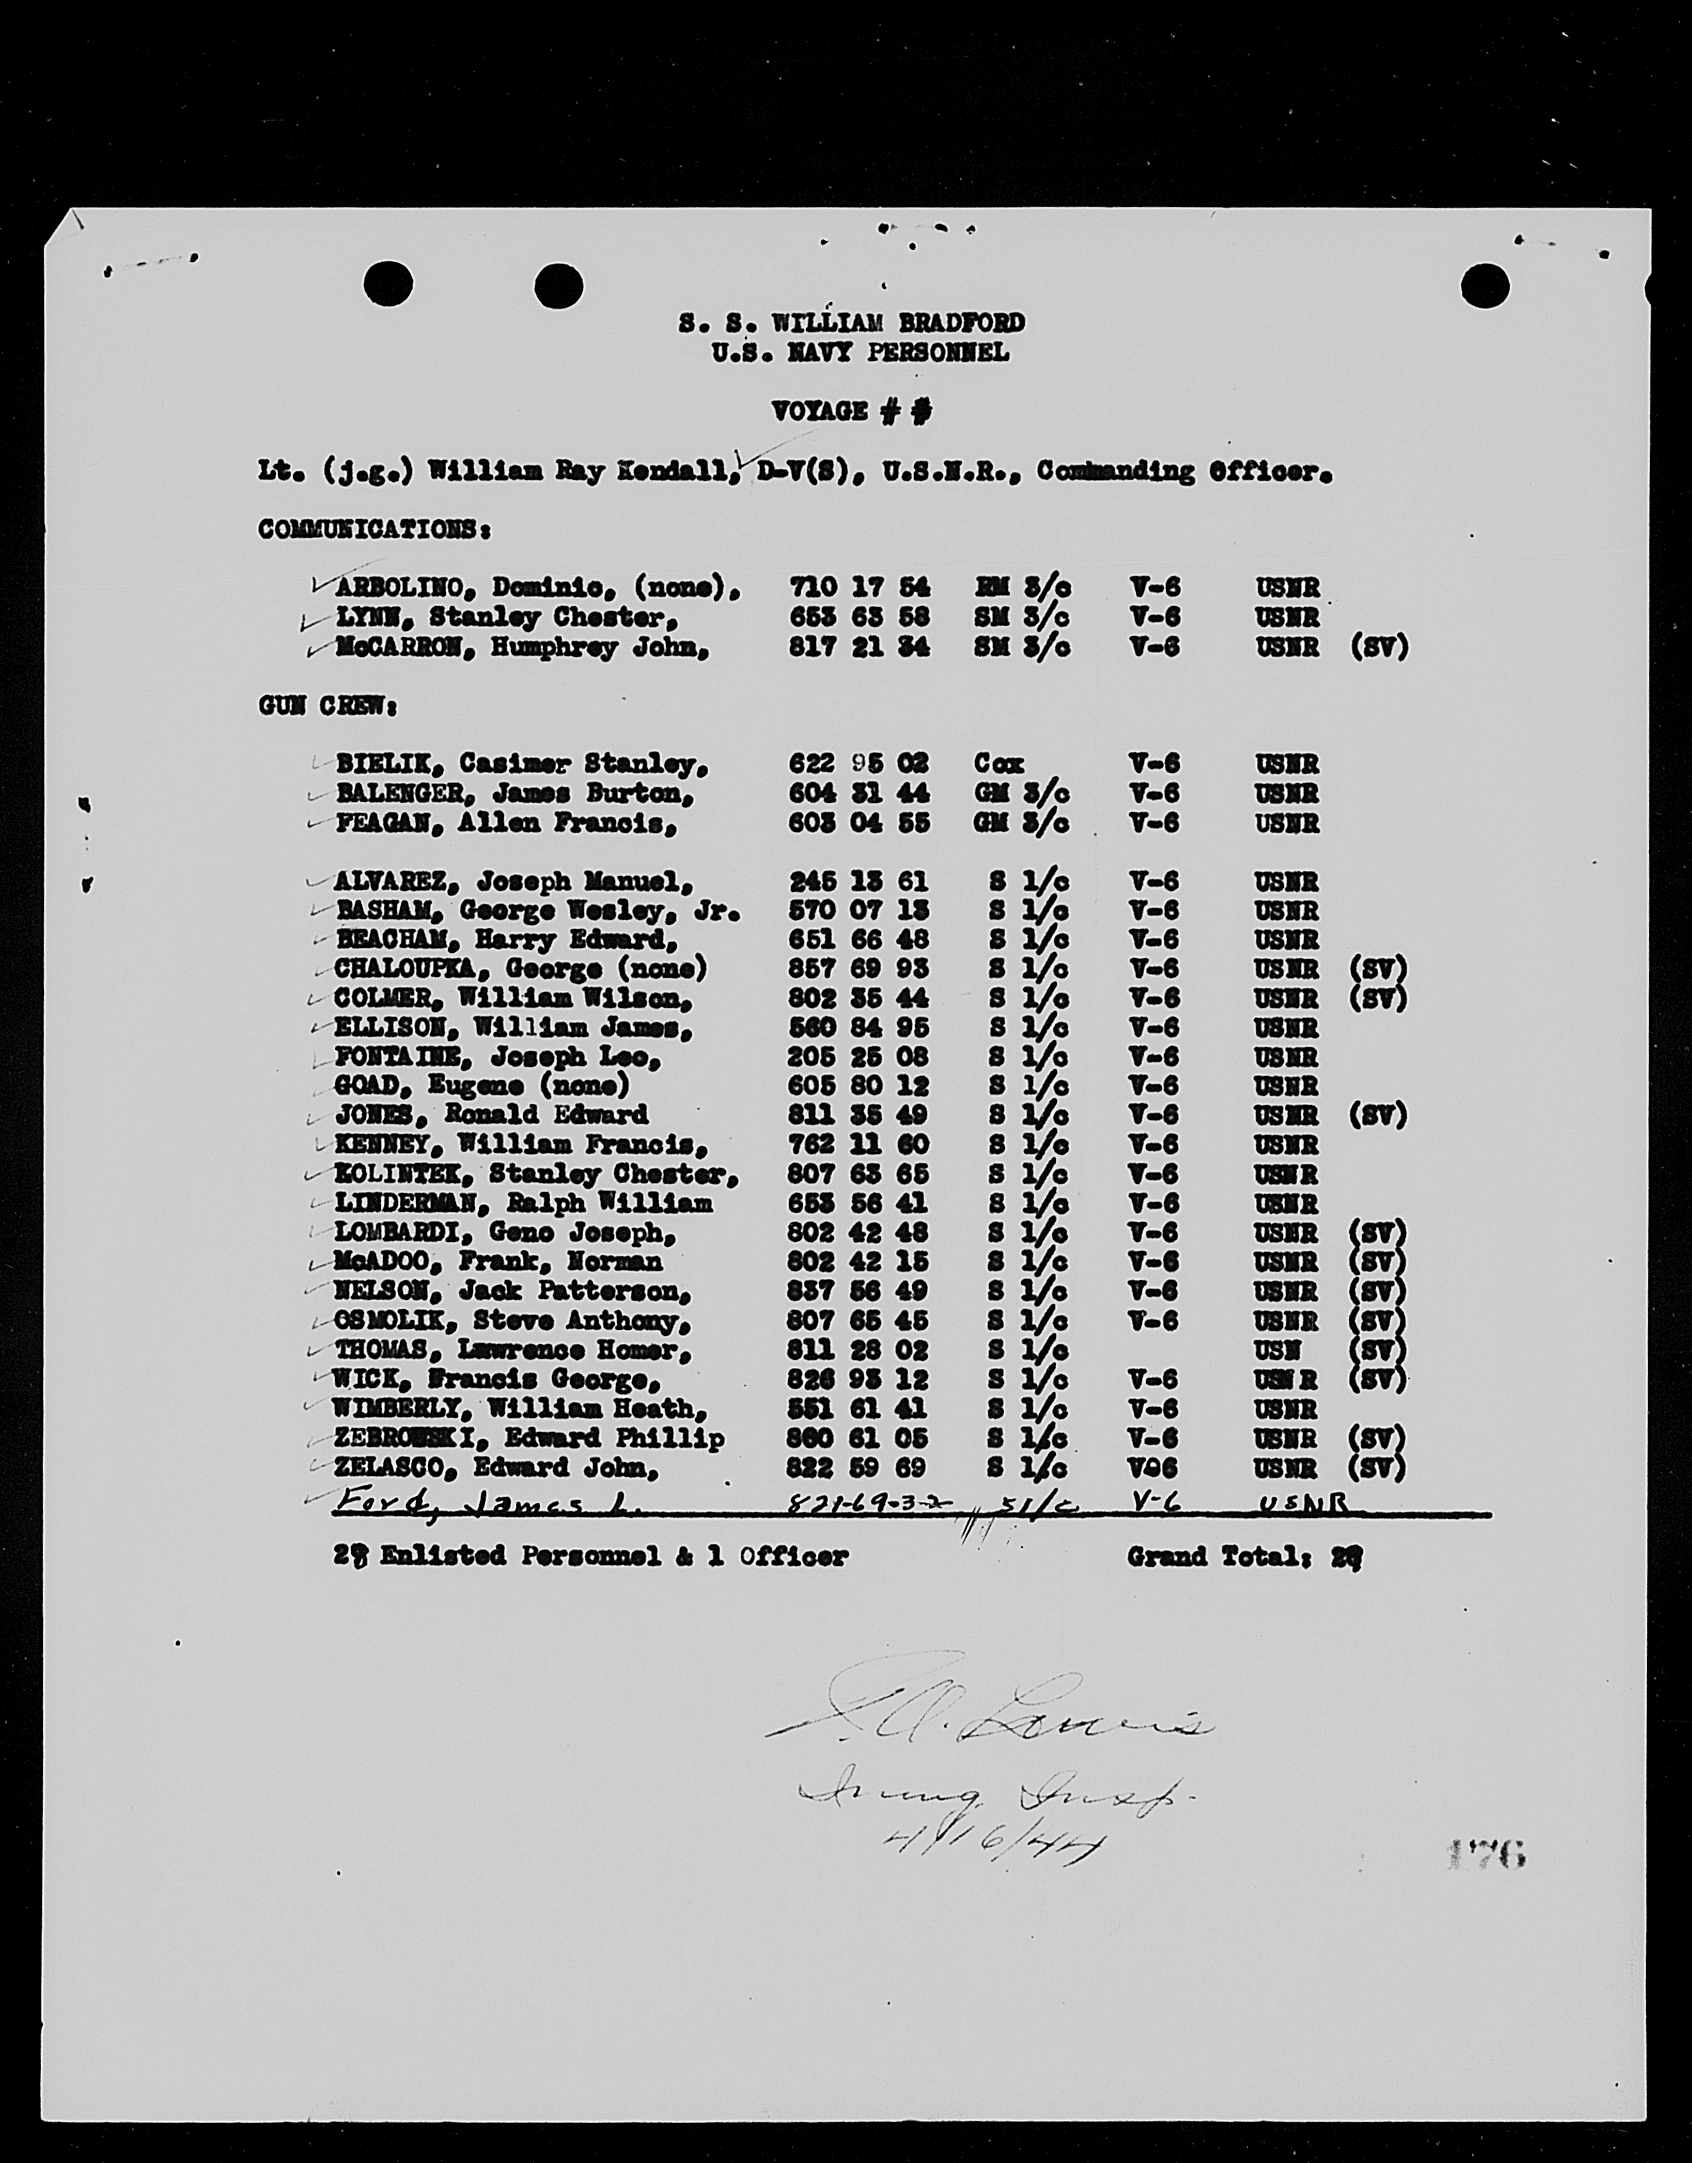 S. S. WILLIAM BRADFORD
U.S. NAVY PERSONNEL
VOYAGE #
Lt. (j.g.) William Ray Kendall, D-V(S), U.S.N.R., Commanding Officer.
COMMUNICATIONS:
ARBOLINO, Dominic, (none), 710 17 54 RM 3/c V-6 USNR
LYNN, Stanley Chester, 653 63 58 SM 3/c V-6 USNR
McCARRON, Humphrey John, 817 21 34 SM 3/c V-6 USNR (SV)
GUN CREW:
BIELIK, Casimer Stanley, 622 95 02 Cox V-6 USNR
BALENGER, James Burton, 604 31 44 GM 3/c V-6 USNR
FEAGAN, Allen Francis, 603 04 55 GM 3/c V-6 USNR
ALVAREZ, Joseph Manuel, 245 13 61 S 1/c V-6 USNR
BASHAM, George Wesley, Jr. 570 07 13 S 1/c V-6 USNR
BEACHAM, Harry Edward, 651 66 48 S 1/c V-6 USNR
CHALOUPKA, George (none) 857 69 93 S 1/c V-6 USNR (SV)
COLMER, William Wilson, 802 35 44 S 1/c V-6 USNR (SV)
ELLISON, William James, 560 84 95 S 1/c V-6 USNR
FONTAINE, Joseph Leo, 205 25 08 S 1/c V-6 USNR
GOAD, Eugene (none) 605 80 12 S 1/c V-6 USNR
JONES, Ronald Edward 811 35 49 S 1/c V-6 USNR (SV)
KENNEY, William Francis, 762 11 60 S 1/c V-6 USNR
KOLINTEK, Stanley Chester, 807 63 65 S 1/c V-6 USNR
LINDERMAN, Ralph William 653 56 41 S 1/c V-6 USNR
LOMBARDI, Geno Joseph, 802 42 48 S 1/c V-6 USNR (SV)
McADOO, Frank, Norman 802 42 15 S 1/c V-6 USNR (SV)
NELSON, Jack Patterson, 837 56 49 S 1/c V-6 USNR (SV)
OSMOLIK, Steve Anthony, 807 65 45 S 1/c V-6 USNR (SV)
THOMAS, Lawrence Homer, 811 28 02 S 1/c USN (SV)
WICK, Francis George, 826 93 12 S 1/c V-6 USNR (SV)
WIMBERLY, William Heath, 551 61 41 S 1/c V-6 USNR
ZEBROWSKI, Edward Phillip 860 61 05 S 1/c V-6 USNR (SV)
ZELASCO, Edward John, 822 59 69 S 1/c V06 USNR (SV)
Ford, James L. 821-69-32 S1/c V-6 USNR
28 Enlisted Personnel & 1 Officer Grand Total: 29
Immig. Insp.
4/16/44
176